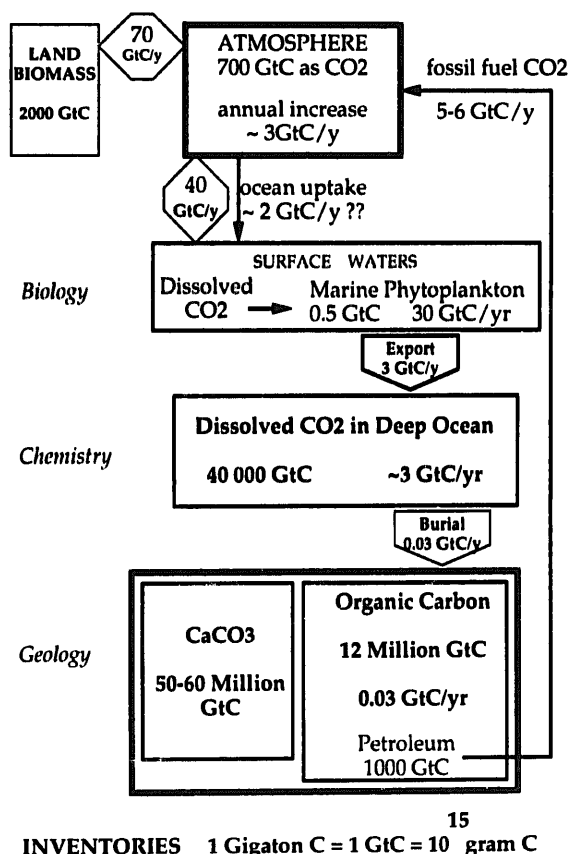 LAND
BIOMASS
2000 GtC
70
GtC/y
ATMOSPHERE
700 GtC as CO2
annual increase
~ 3GtC/y
fossil fuel CO2
5-6 GtC/y
40
GtC/y
ocean uptake
~ 2 GtC/y ??
Biology
SURFACE WATERS
Dissolved
CO2
Marine Phytoplankton
0.5 GtC 30 GtC/yr
Export
3 GtC/y
Chemistry
Dissolved CO2 in Deep Ocean
40 000 GtC ~3 GtC/yr
Burial
0.03 GtC/y
Geology
CaCO3
50-60 Million
GtC
Organic Carbon
12 Million GtC
0.03 GtC/yr
Petroleum
1000 GtC
15
INVENTORIES 1 Gigaton C = 1 GtC = 10 gram C